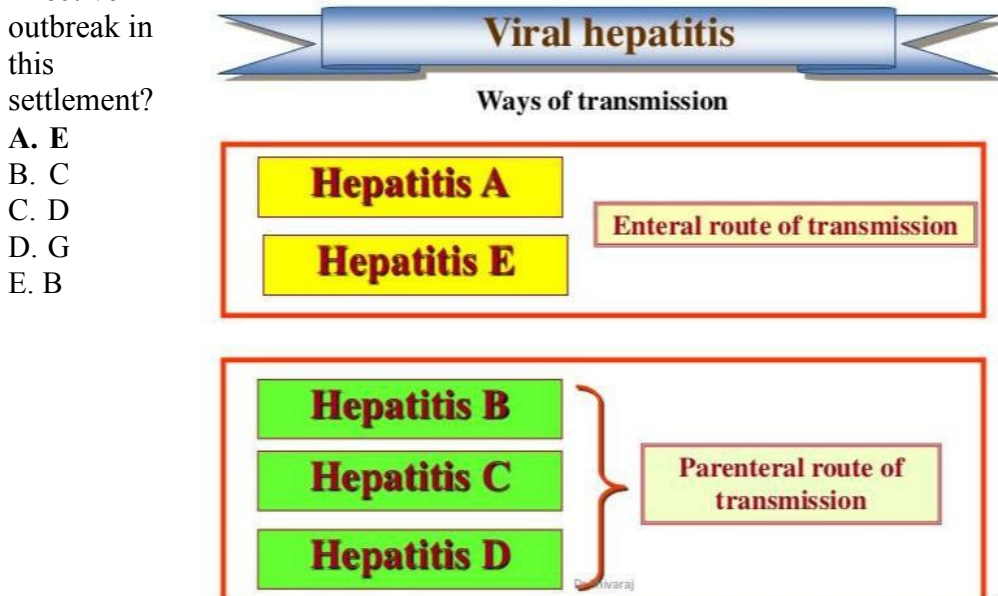 outbreak in
this
settlement?
A. E
B. C
C. D
D. G
E. B
Viral hepatitis
Ways of transmission
Hepatitis A
Hepatitis E
Enteral route of transmission
Hepatitis B
Hepatitis C
Hepatitis D
Parenteral route of
transmission